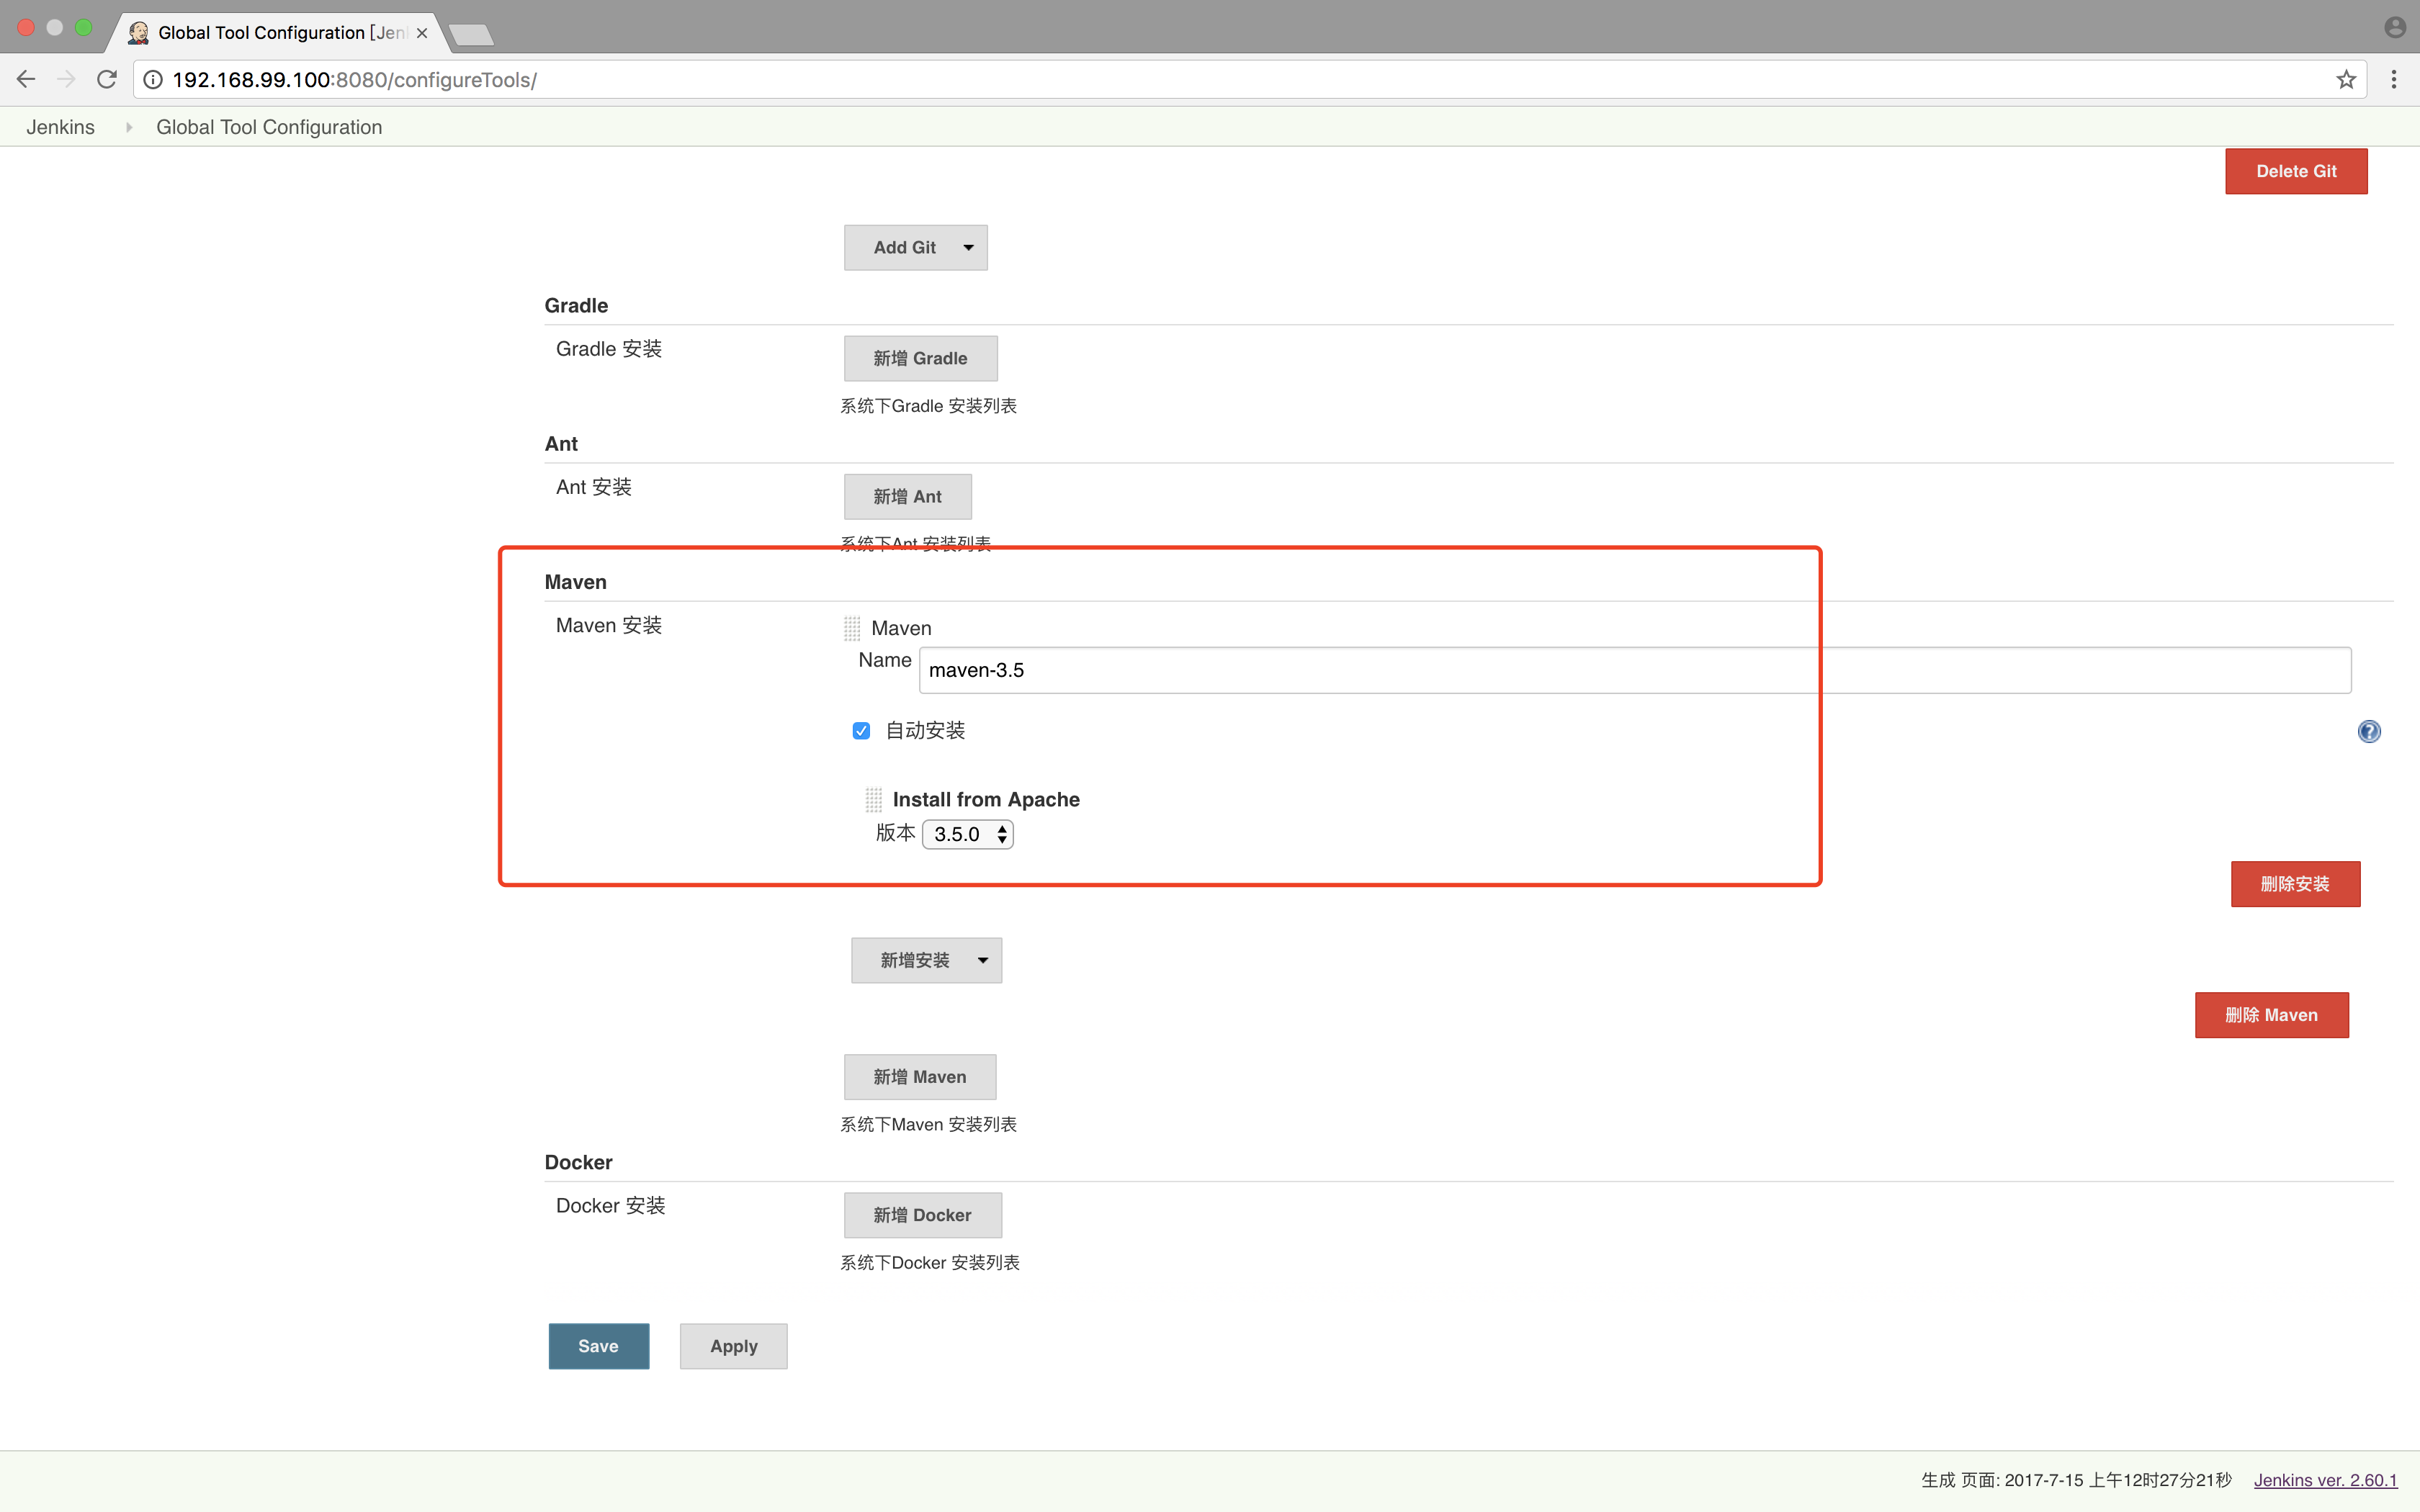 Global Tool Configuration [Jen
192.168.99.100:8080/configureTools/
Jenkins Global Tool Configuration
Delete Git
Add Git
Gradle
Gradle 安装
新增 Gradle
系统下Gradle 安装列表
Ant
Ant 安装
新增 Ant
系统下Ant 安装列表
Maven
Maven 安装
Maven
Name maven-3.5
自动安装
Install from Apache
版本 3.5.0
删除安装
新增安装
删除 Maven
新增 Maven
系统下Maven 安装列表
Docker
Docker 安装
新增 Docker
系统下Docker 安装列表
Save Apply
生成 页面: 2017-7-15 上午12时27分21秒 Jenkins ver. 2.60.1